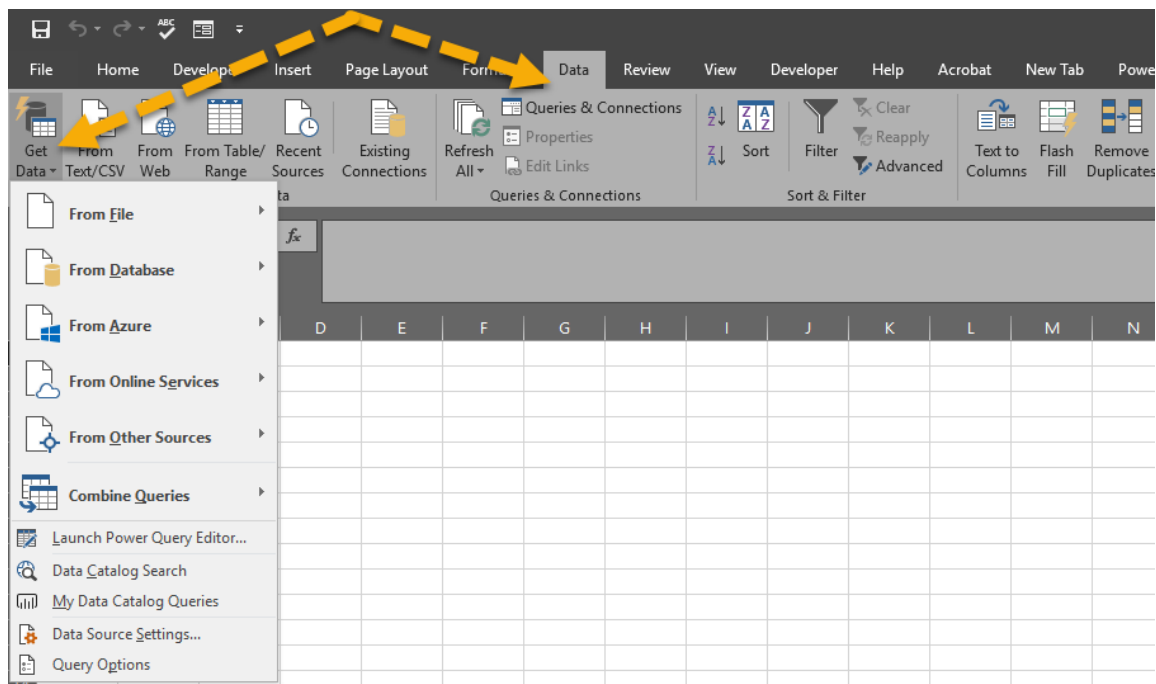 ABC
File Home Developer Insert Page Layout Data Review View Developer Help Acrobat New Tab
Queries & Connections
Clear
Properties
Reapply
Get From From From Table/ Recent Existing Refresh Sort Filter Text to Flash Remove
Edit Links
Advanced
Data Text/CSV Web Range Sources Connections All Columns Fill Duplicates
Queries & Connections Sort & Filter
From File
fx
From Database
From Azure
D E F G H I J K L M N
From Online Services
From Other Sources
Combine Queries
Launch Power Query Editor...
Data Catalog Search
My Data Catalog Queries
Data Source Settings...
Query Options